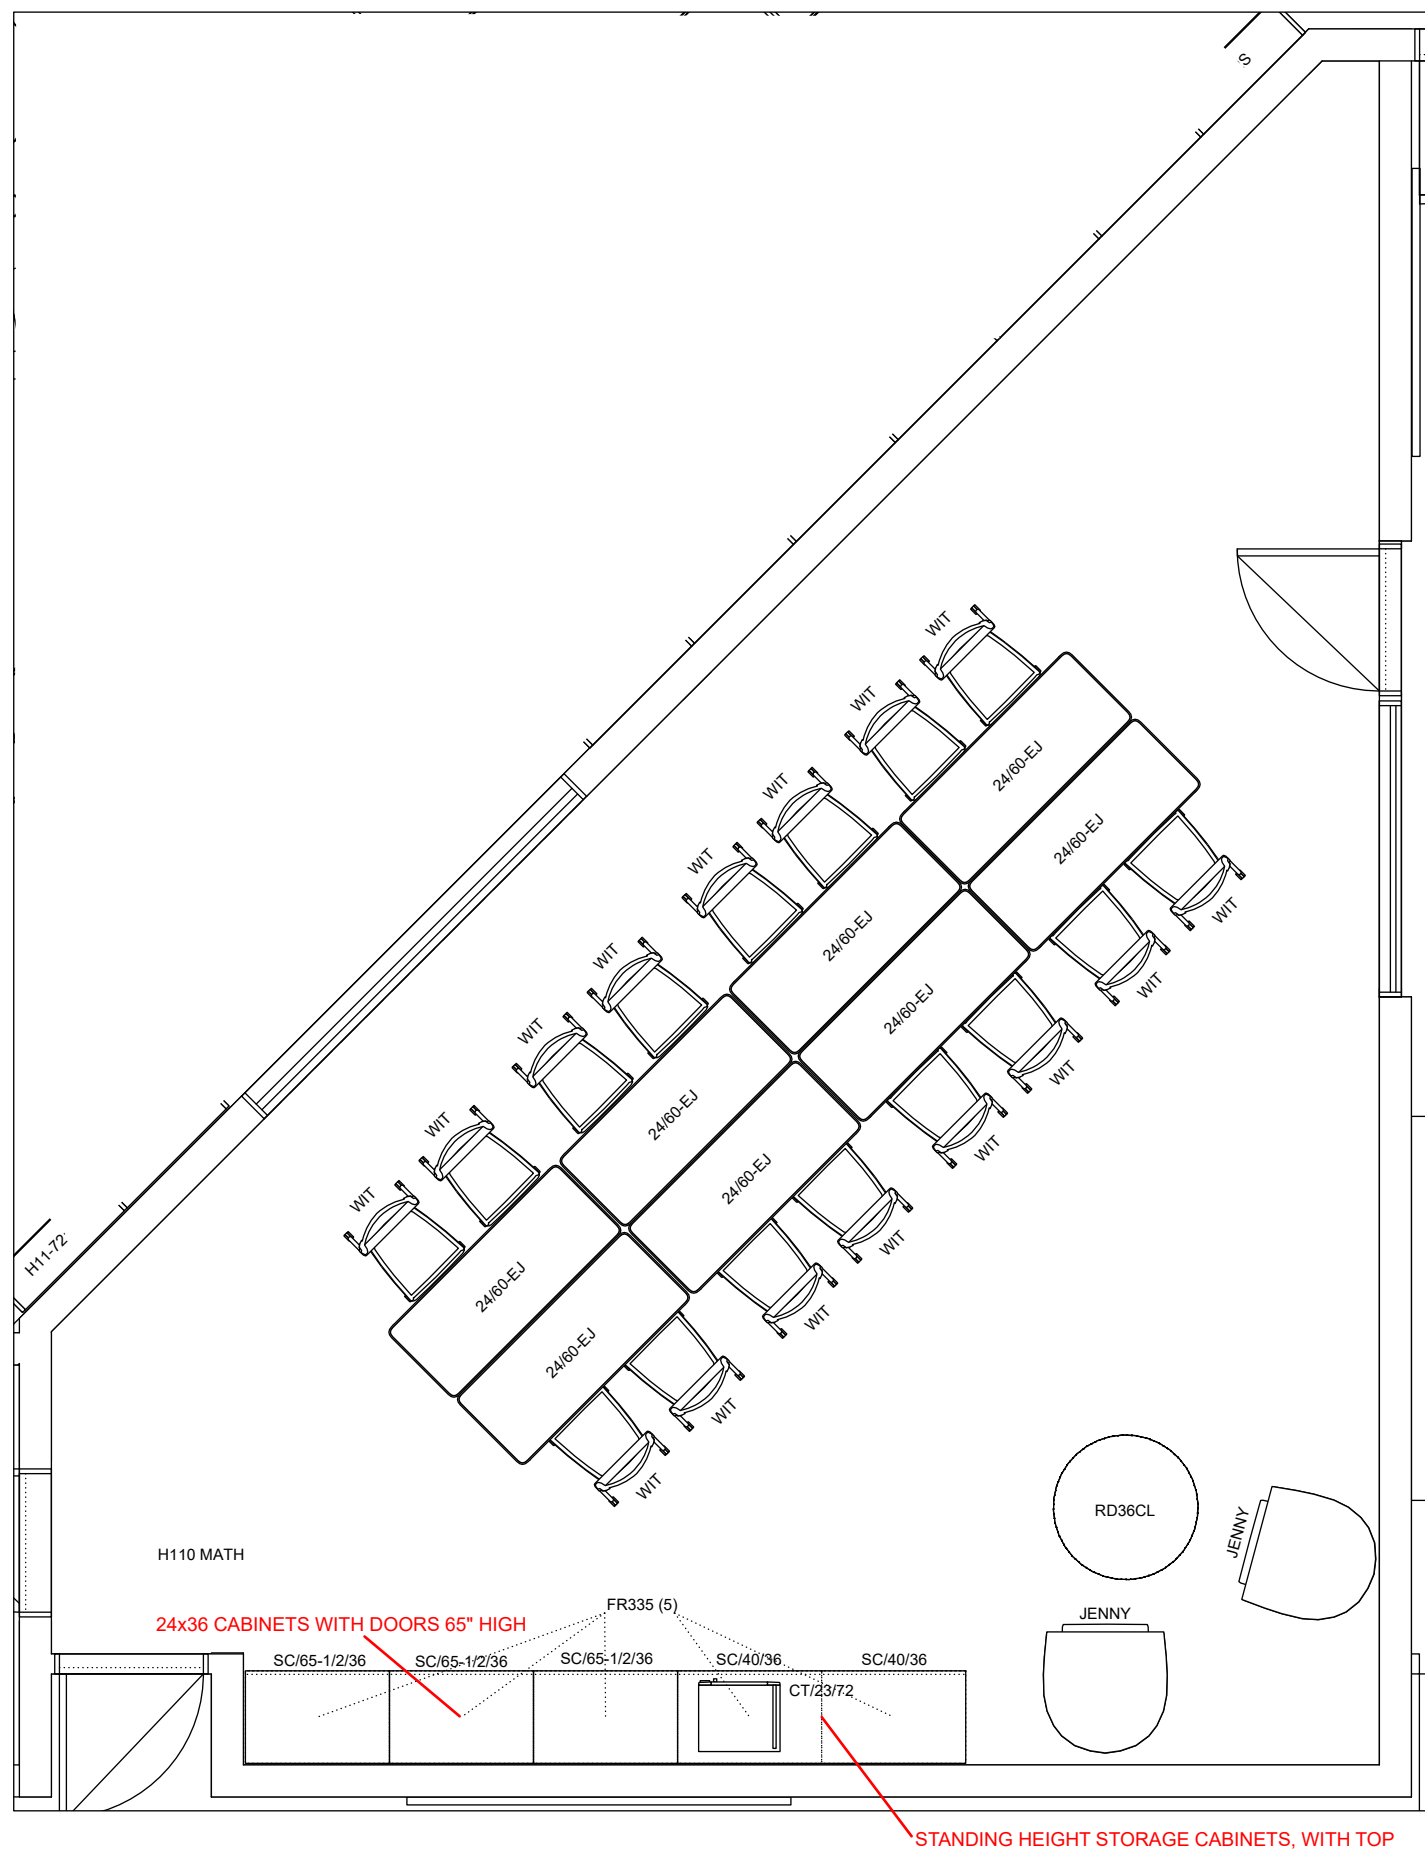 S
WIT
WIT
24/60-EJ
WIT
24/60-EJ
WIT
WIT
24/60-EJ
WIT
WIT
24/60-EJ
WIT
WIT
WIT
24/60-EJ
WIT
WIT
24/60-EJ
WIT
H11-72'
WIT
24/60-EJ
WIT
24/60-EJ
WIT
WIT
RD36CL
JENNY
H110 MATH
FR335 (5)
JENNY
24x36 CABINETS WITH DOORS 65" HIGH
SC/65-1/2/36
SC/65-1/2/36
SC/65-1/2/36
SC/40/36
SC/40/36
CT/23/72
STANDING HEIGHT STORAGE CABINETS, WITH TOP